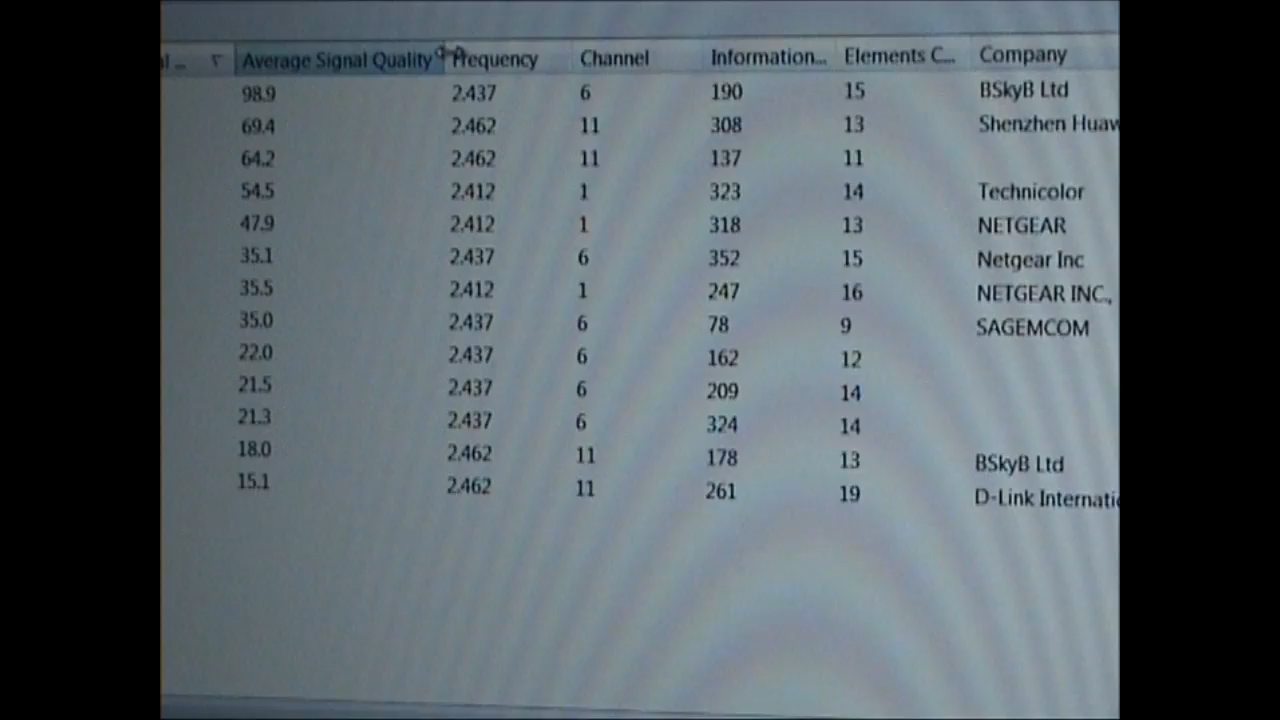 Average Signal Quality Frequency Channel Information... Elements C... Company
98.9 2.437 6 190 15 BSkyB Ltd
69.4 2.462 11 308 13 Shenzhen Huaw
64.2 2.462 11 137 11
54.5 2.412 1 323 14 Technicolor
47.9 2.412 1 318 13 NETGEAR
35.1 2.437 6 352 15 Netgear Inc
35.5 2.412 1 247 16 NETGEAR INC.,
35.0 2.437 6 78 9 SAGEMCOM
22.0 2.437 6 162 12
21.5 2.437 6 209 14
21.3 2.437 6 324 14
18.0 2.462 11 178 13 BSkyB Ltd
15.1 2.462 11 261 19 D-Link Internatio